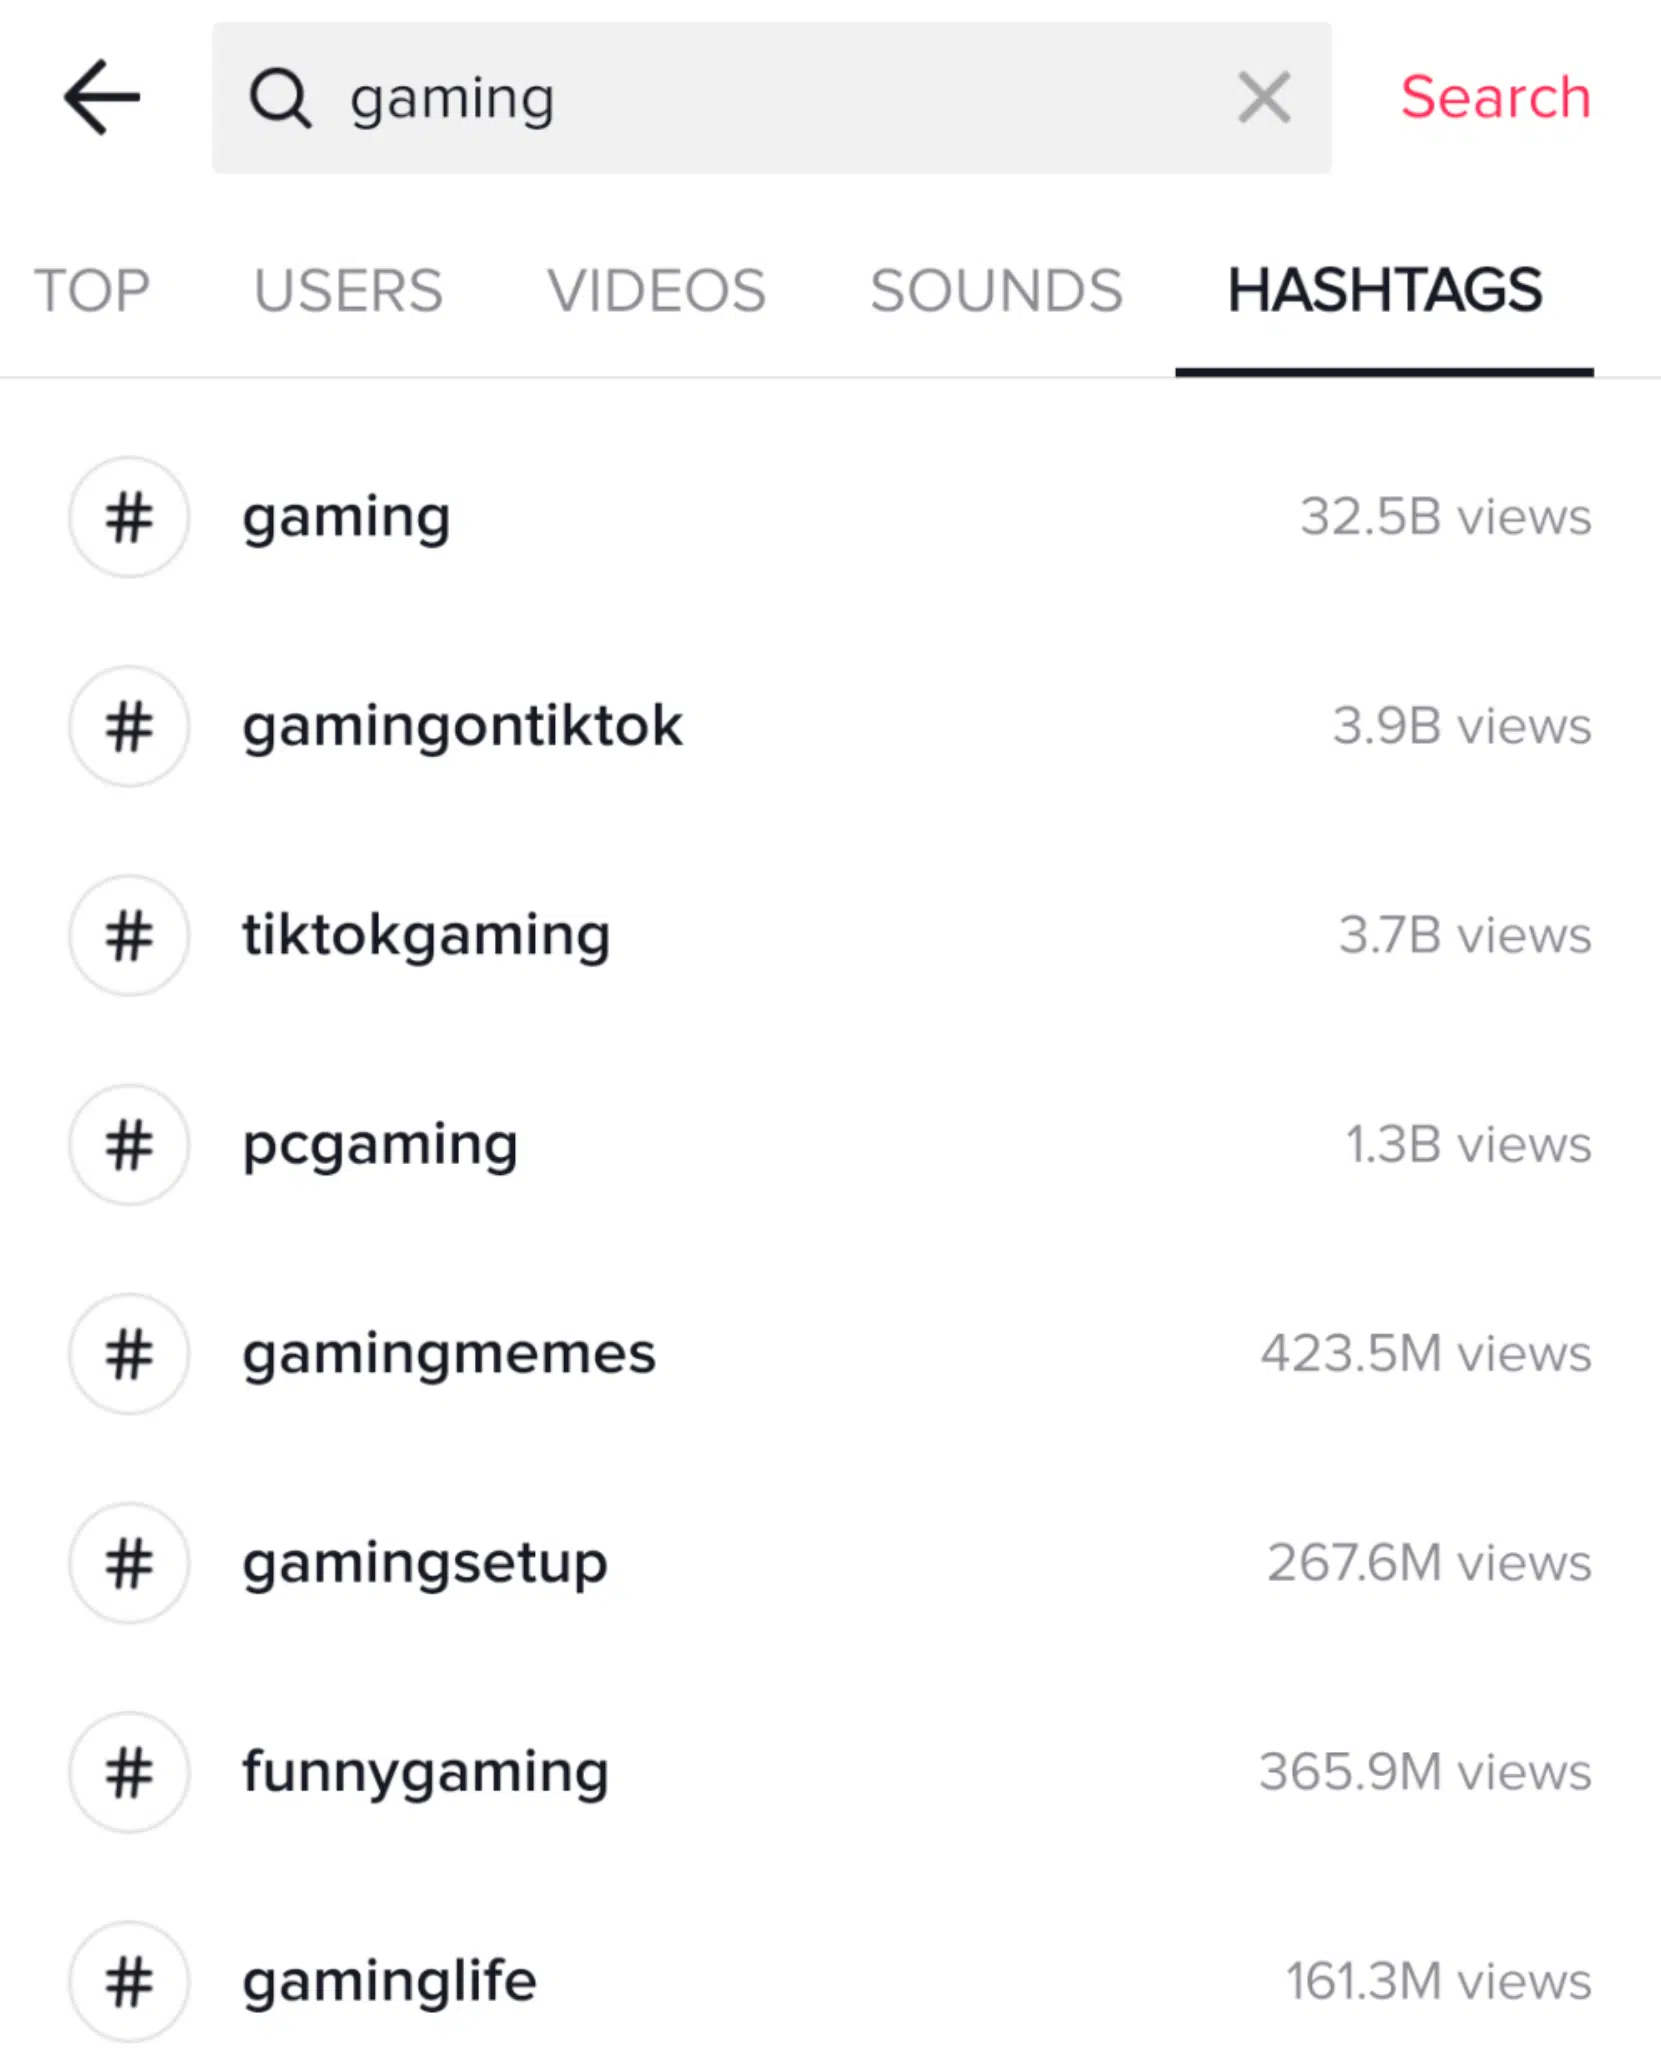 gaming Search
TOP USERS VIDEOS SOUNDS HASHTAGS
# gaming 32.5B views
# gamingontiktok 3.9B views
# tiktokgaming 3.7B views
# pcgaming 1.3B views
# gamingmemes 423.5M views
# gamingsetup 267.6M views
# funnygaming 365.9M views
# gaminglife 161.3M views